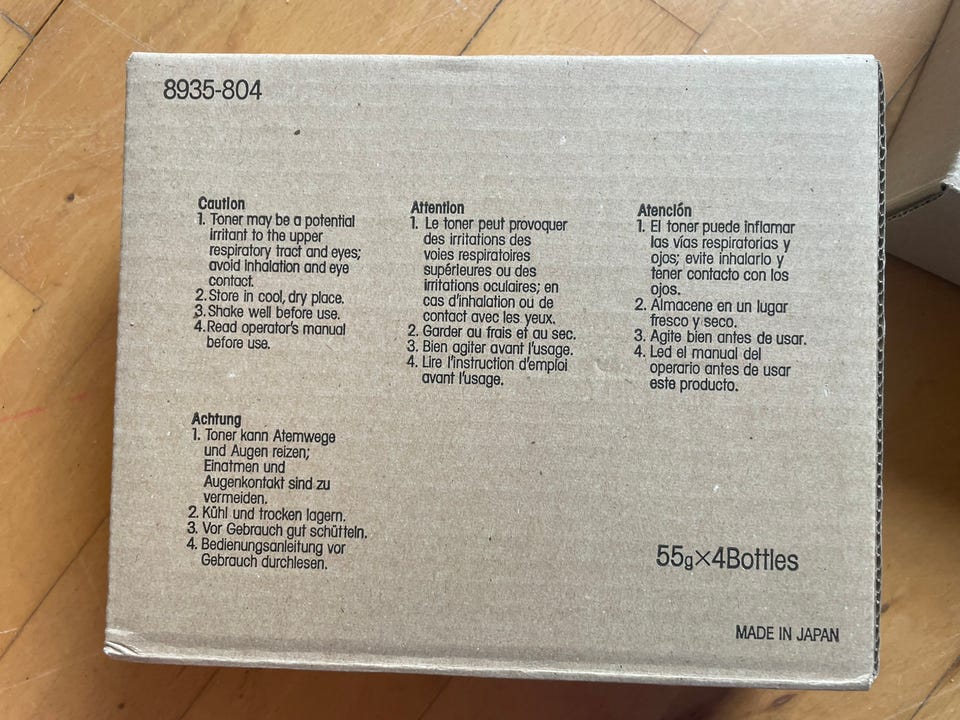 8935-804
Caution
1. Toner may be a potential
irritant to the upper
respiratory tract and eyes;
avoid inhalation and eye
contact.
2. Store in cool, dry place.
3. Shake well before use.
4. Read operator's manual
before use.
Attention
1. Le toner peut provoquer
des irritations des
voies respiratoires
supérieures ou des
irritations oculaires; en
cas d'inhalation ou de
contact avec les yeux.
2. Garder au frais et au sec.
3. Bien agiter avant l'usage.
4. Lire l'instruction d'emploi
avant l'usage.
Atención
1. El toner puede inflamar
las vías respiratorias y
ojos; evite inhalarlo y
tener contacto con los
ojos.
2. Almacene en un lugar
fresco y seco.
3. Agite bien antes de usar.
4. Led el manual del
operario antes de usar
este producto.
Achtung
1. Toner kann Atemwege
und Augen reizen;
Einatmen und
Augenkontakt sind zu
vermeiden.
2. Kühl und trocken lagern.
3. Vor Gebrauch gut schütteln.
4. Bedienungsanleitung vor
Gebrauch durchlesen.
55g×4Bottles
MADE IN JAPAN